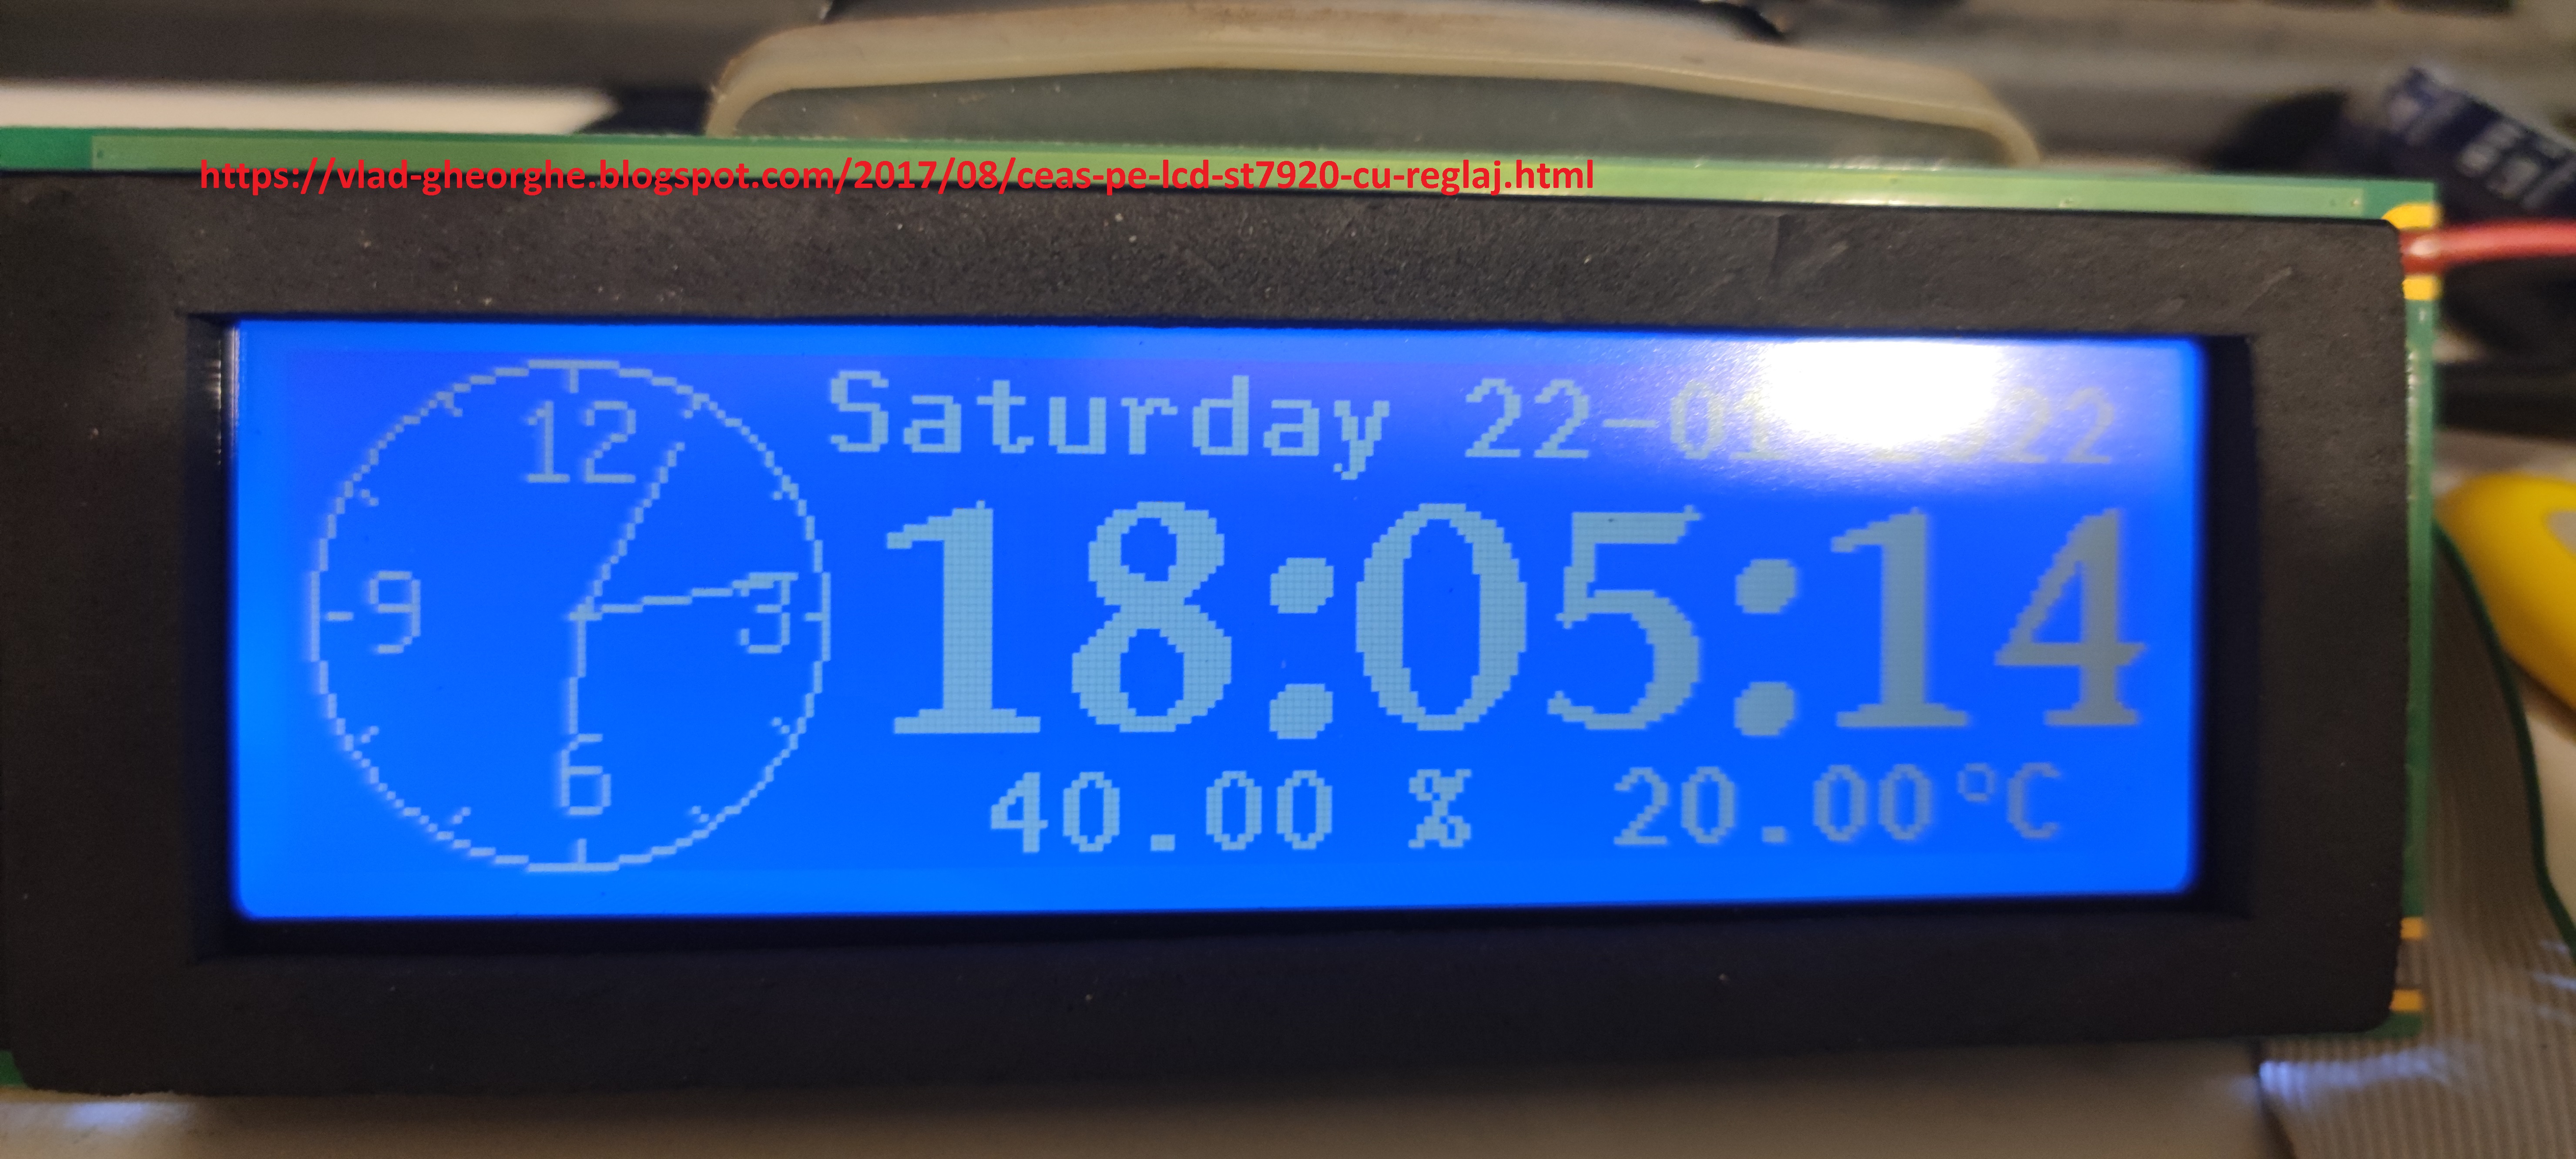 https://vlad-gheorghe.blogspot.com/2017/08/ceas-pe-lcd-st7920-cu-reglaj.html
Saturday 22-01-2022
12
9
3
6
18:05:14
40.00 % 20.00°C